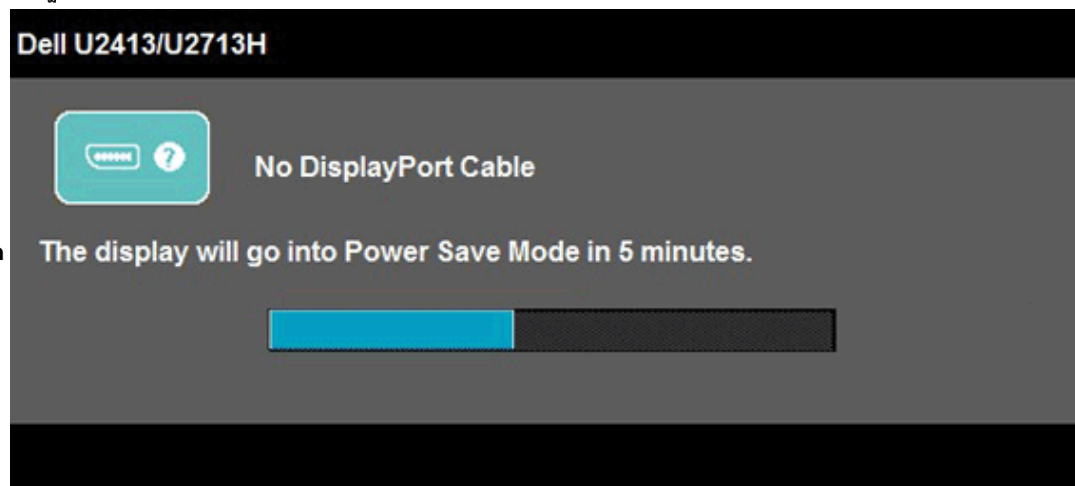 Dell U2413/U2713H
No DisplayPort Cable
The display will go into Power Save Mode in 5 minutes.